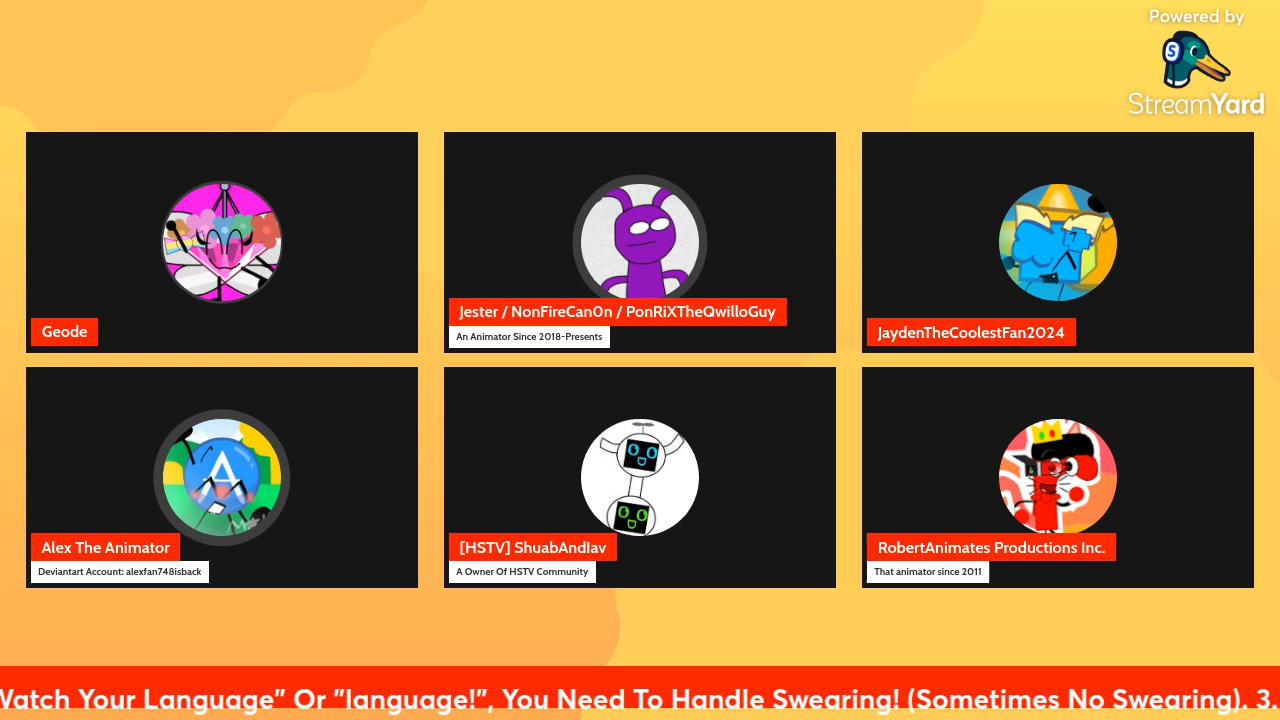 Powered by
StreamYard
Geode
Jester / NonFireCan0n / PonRiXTheQwilloGuy
An Animator Since 2018-Presents
JaydenTheCoolestFan2024
Alex The Animator
Deviantart Account: alexfan748isback
[HSTV] ShuabAndIav
A Owner Of HSTV Community
RobertAnimates Productions Inc.
That animator since 2011
Watch Your Language" Or "language!", You Need To Handle Swearing! (Sometimes No Swearing). 3.